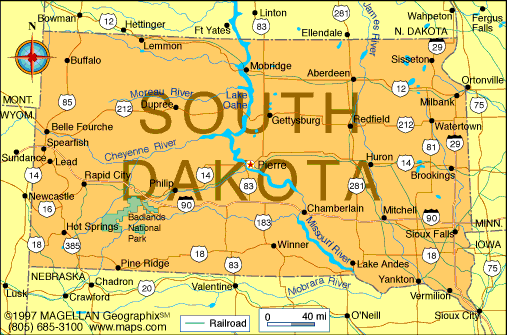 Bowman
12
Hettinger
Ft Yates
Linton
83
281
Ellendale
James River
Wahpeton
N. DAKOTA
Fergus
Falls
N
Lemmon
29
Buffalo
Mobridge
Aberdeen
Sisseton
12
Ortonville
MONT.
WYOM.
85
Moreau River
Lake
Oahe
212
Dupree
SOUTH
Gettysburg
Redfield
212
Milbank
75
Belle Fourche
29
Watertown
Spearfish
Cheyenne River
81
Sundance
Lead
14
Pierre
Huron
14
29
14
Rapid City
Philip
DAKOTA
83
281
Brookings
Newcastle
16
90
Chamberlain
Mitchell
90
Badlands
National
Park
Hot Springs
183
Missouri River
MINN.
385
Sioux Falls
IOWA
18
Winner
18
75
Pine Ridge
18
83
Lake Andes
NEBRASKA
Chadron
Niobrara River
Yankton
Lusk
Crawford
20
Valentine
Vermilion
©1997 MAGELLAN Geographix℠
(805) 685-3100 www.maps.com
Railroad
0 40 mi
O'Neill
Sioux City